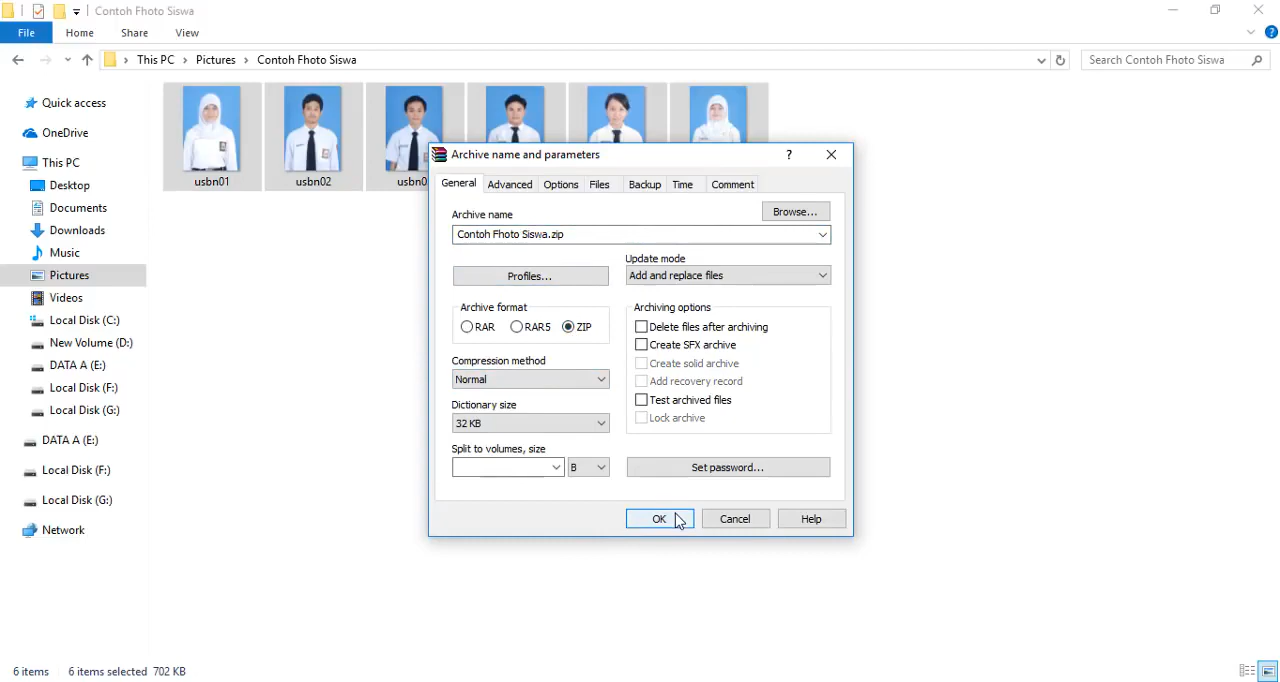 Contoh Fhoto Siswa
File Home Share View
This PC Pictures Contoh Fhoto Siswa Search Contoh Fhoto Siswa
Quick access
OneDrive
This PC
Desktop
Documents
Downloads
Music
Pictures
Videos
Local Disk (C:)
New Volume (D:)
DATA A (E:)
Local Disk (F:)
Local Disk (G:)
DATA A (E:)
Local Disk (F:)
Local Disk (G:)
Network
usbn01 usbn02
Archive name and parameters ?
General Advanced Options Files Backup Time Comment
Archive name Browse...
Contoh Fhoto Siswa.zip
Profiles...
Update mode
Add and replace files
Archive format
RAR RAR5 ZIP
Compression method
Normal
Dictionary size
32 KB
Split to volumes, size
B
Archiving options
Delete files after archiving
Create SFX archive
Create solid archive
Add recovery record
Test archived files
Lock archive
Set password...
OK Cancel Help
6 items 6 items selected 702 KB